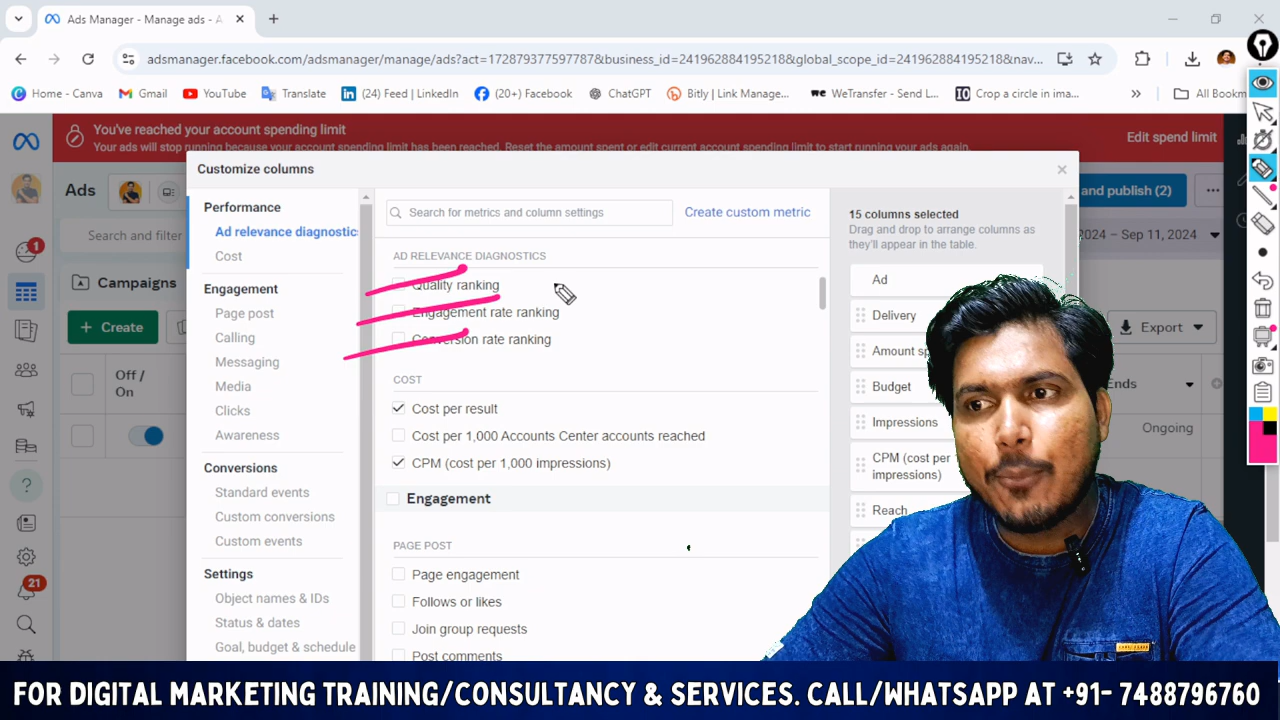 Ads Manager - Manage ads - A
adsmanager.facebook.com/adsmanager/manage/ads?act=1728793775977​87&business_id=241962884195218&global_scope_id=241962884195218&nav...
Home - Canva
Gmail
YouTube
Translate
(24) Feed | LinkedIn
(20+) Facebook
ChatGPT
Bitly | Link Manage...
WeTransfer - Send L...
Crop a circle in ima...
All Bookm
You've reached your account spending limit
Your ads will stop running because your account spending limit has been reached. Reset the amount spent or edit current account spending limit to start running your ads again.
Edit spend limit
Customize columns
Ads
and publish (2)
Search and filter
2024 – Sep 11, 2024
Campaigns
Create
Export
Off / On
Ends
Ongoing
1
21
Performance
Ad relevance diagnostics
Cost
Engagement
Page post
Calling
Messaging
Media
Clicks
Awareness
Conversions
Standard events
Custom conversions
Custom events
Settings
Object names & IDs
Status & dates
Goal, budget & schedule
Search for metrics and column settings
Create custom metric
AD RELEVANCE DIAGNOSTICS
Quality ranking
Engagement rate ranking
Conversion rate ranking
COST
Cost per result
Cost per 1,000 Accounts Center accounts reached
CPM (cost per 1,000 impressions)
Engagement
PAGE POST
Page engagement
Follows or likes
Join group requests
Post comments
15 columns selected
Drag and drop to arrange columns as
they'll appear in the table.
Ad
Delivery
Amount sp
Budget
Impressions
CPM (cost per
impressions)
Reach
FOR DIGITAL MARKETING TRAINING/CONSULTANCY & SERVICES. CALL/WHATSAPP AT +91- 7488796760